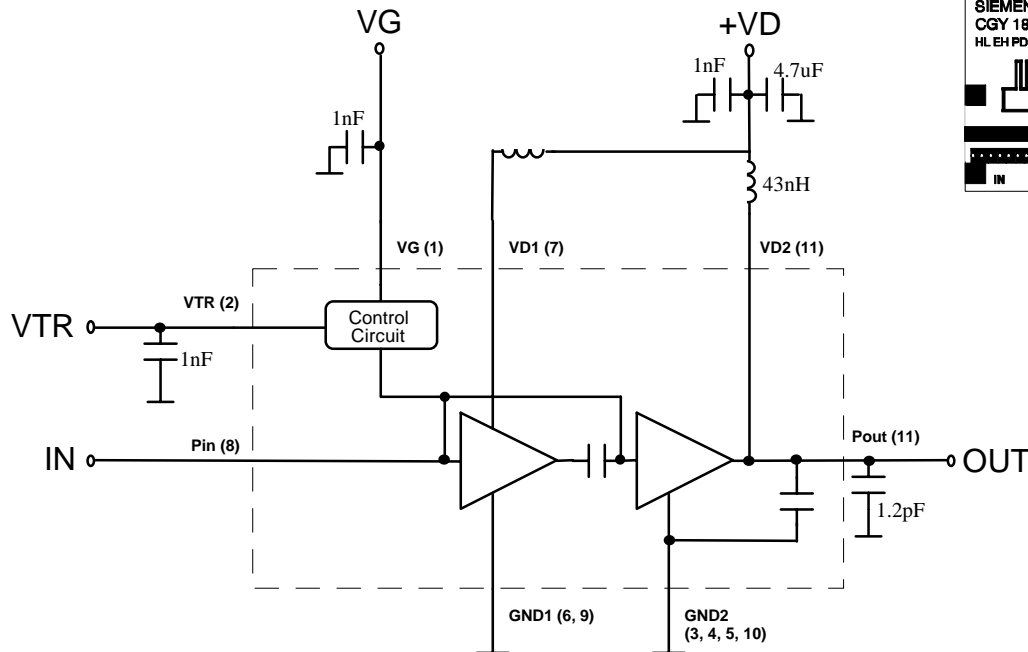 SIEMEN
CGY 18
HL EH PD
VG
+VD
1nF
4.7uF
1nF
43nH
IN
VG (1)
VD1 (7)
VD2 (11)
VTR (2)
VTR
Control
Circuit
1nF
Pin (8)
IN
Pout (11)
OUT
1.2pF
GND1 (6, 9)
GND2
(3, 4, 5, 10)